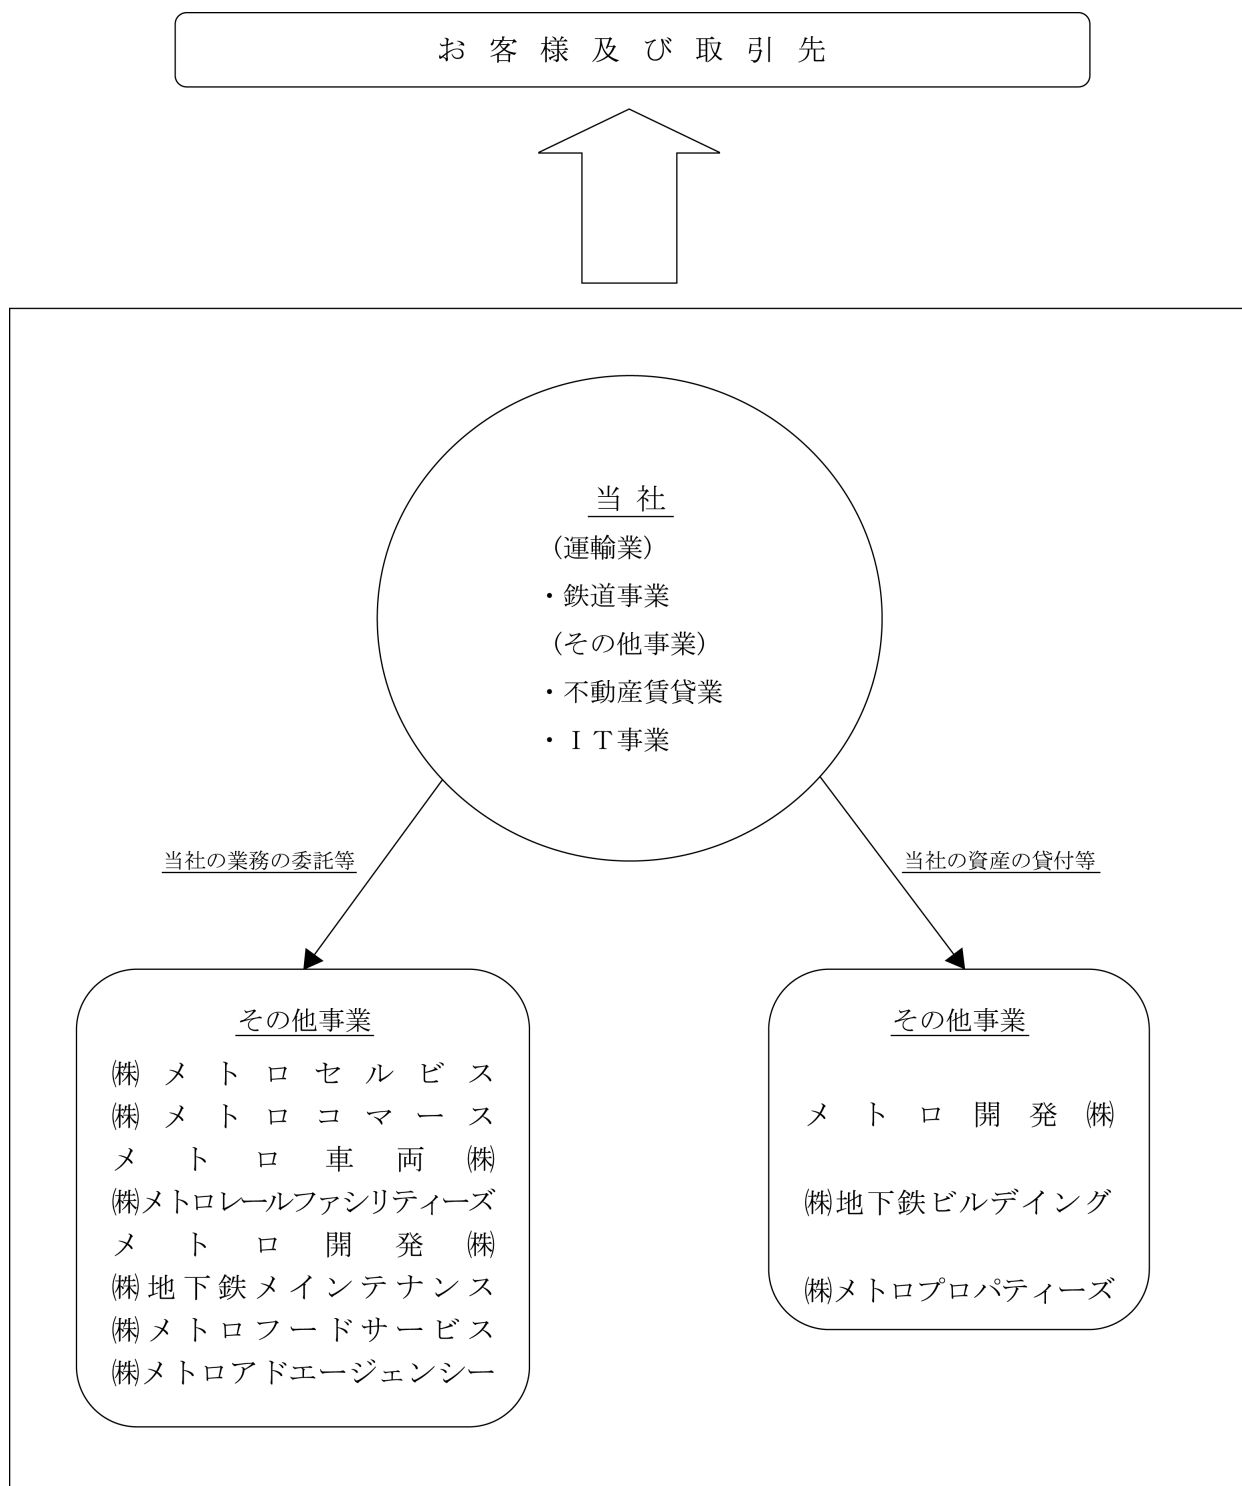 お客様及び取引先
当社
(運輸業)
・鉄道事業
(その他事業)
・不動産賃貸業
・ＩＴ事業
当社の業務の委託等
当社の資産の貸付等
その他事業
㈱メトロセルビス
㈱メトロコマース
メトロ車両㈱
㈱メトロレールファシリティーズ
メトロ開発㈱
㈱地下鉄メインテナンス
㈱メトロフードサービス
㈱メトロアドエージェンシー
その他事業
メトロ開発㈱
㈱地下鉄ビルデイング
㈱メトロプロパティーズ